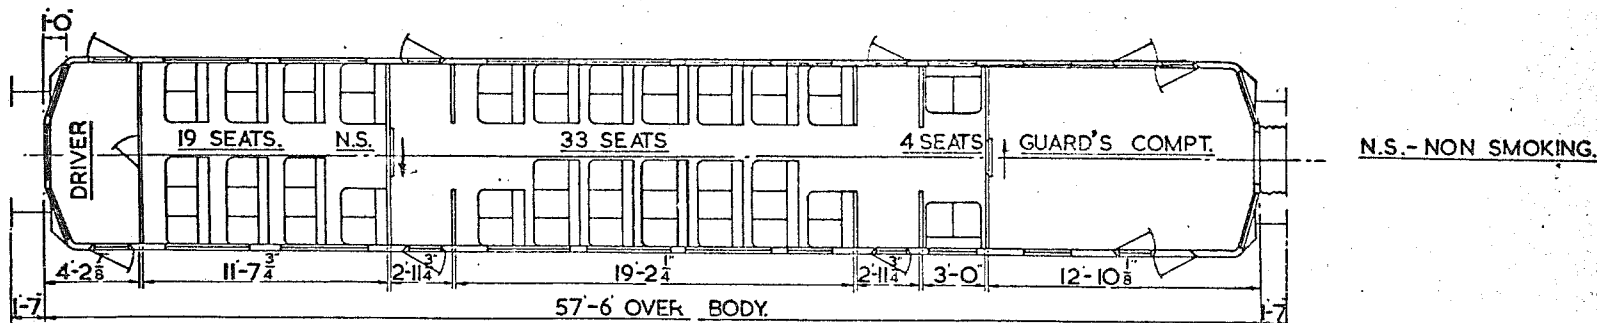 1'-0"
DRIVER
19 SEATS. N.S. 33 SEATS 4 SEATS GUARD'S COMPT. N.S.-NON SMOKING.
4'-2 7/8" 11'-7 3/4" 2'-11 3/4" 19'-2 1/4" 2'-11 3/4" 3'-0" 12'-10 1/8"
1'-7" 57'-6" OVER BODY. 1'-7"